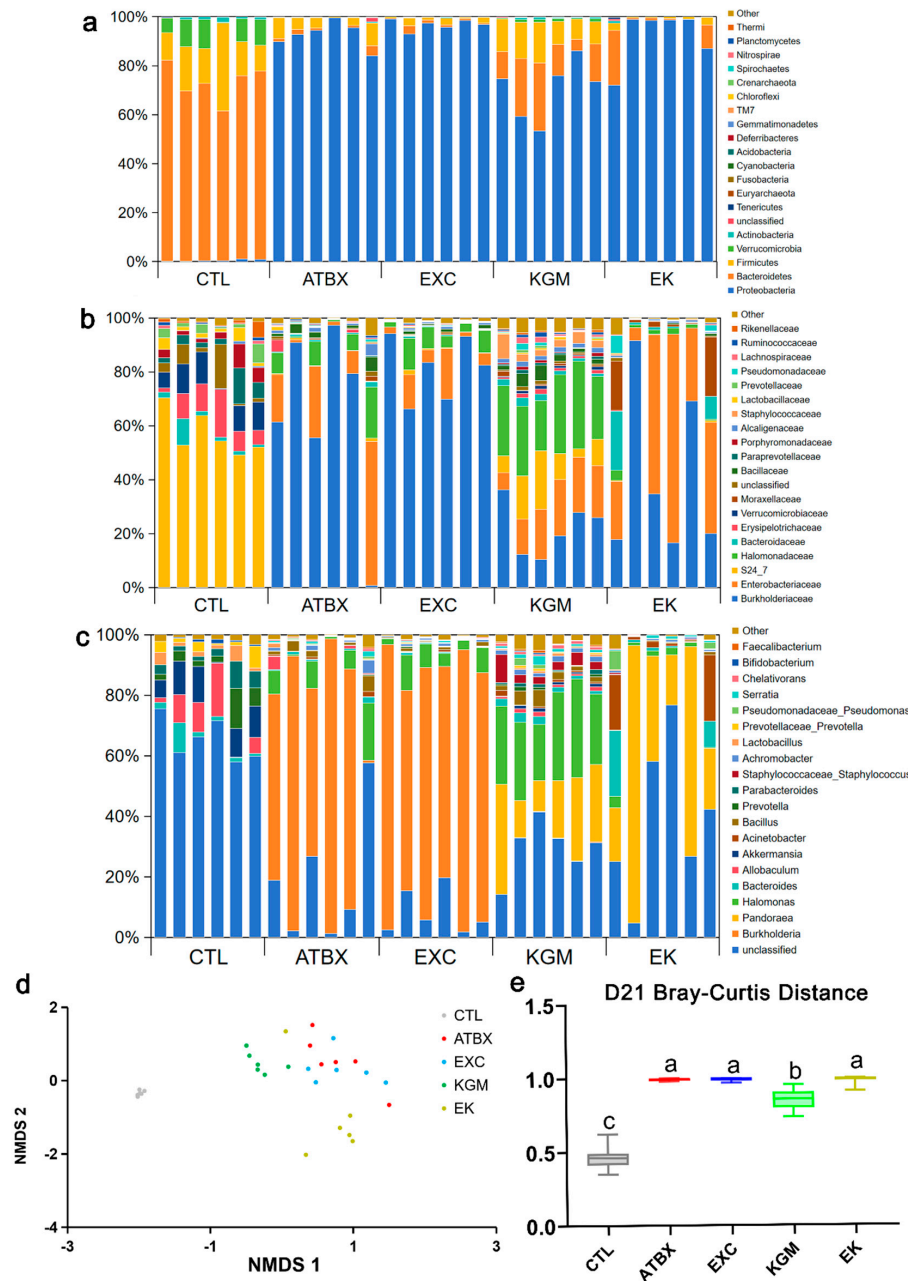 a
100%
80%
60%
40%
20%
0%
CTL
ATBX
EXC
KGM
EK
Other
Thermi
Planctomycetes
Nitrospirae
Spirochaetes
Crenarchaeota
Chloroflexi
TM7
Gemmatimonadetes
Deferribacteres
Acidobacteria
Cyanobacteria
Fusobacteria
Euryarchaeota
Tenericutes
unclassified
Actinobacteria
Verrucomicrobia
Firmicutes
Bacteroidetes
Proteobacteria
b
100%
80%
60%
40%
20%
0%
CTL
ATBX
EXC
KGM
EK
Other
Rikenellaceae
Ruminococcaceae
Lachnospiraceae
Pseudomonadaceae
Prevotellaceae
Lactobacillaceae
Staphylococcaceae
Alcaligenaceae
Porphyromonadaceae
Paraprevotellaceae
Bacillaceae
unclassified
Moraxellaceae
Verrucomicrobiaceae
Erysipelotrichaceae
Bacteroidaceae
Halomonadaceae
S24_7
Enterobacteriaceae
Burkholderiaceae
c
100%
80%
60%
40%
20%
0%
CTL
ATBX
EXC
KGM
EK
Other
Faecalibacterium
Bifidobacterium
Chelativorans
Serratia
Pseudomonadaceae_Pseudomonas
Prevotellaceae_Prevotella
Lactobacillus
Achromobacter
Staphylococcaceae_Staphylococcus
Parabacteroides
Prevotella
Bacillus
Acinetobacter
Akkermansia
Allobaculum
Bacteroides
Halomonas
Pandoraea
Burkholderia
unclassified
d
2
0
-2
-4
NMDS 2
-3
-1
1
3
NMDS 1
CTL
ATBX
EXC
KGM
EK
e
D21 Bray-Curtis Distance
1.5
1.0
0.5
0.0
c
a
a
b
a
CTL
ATBX
EXC
KGM
EK